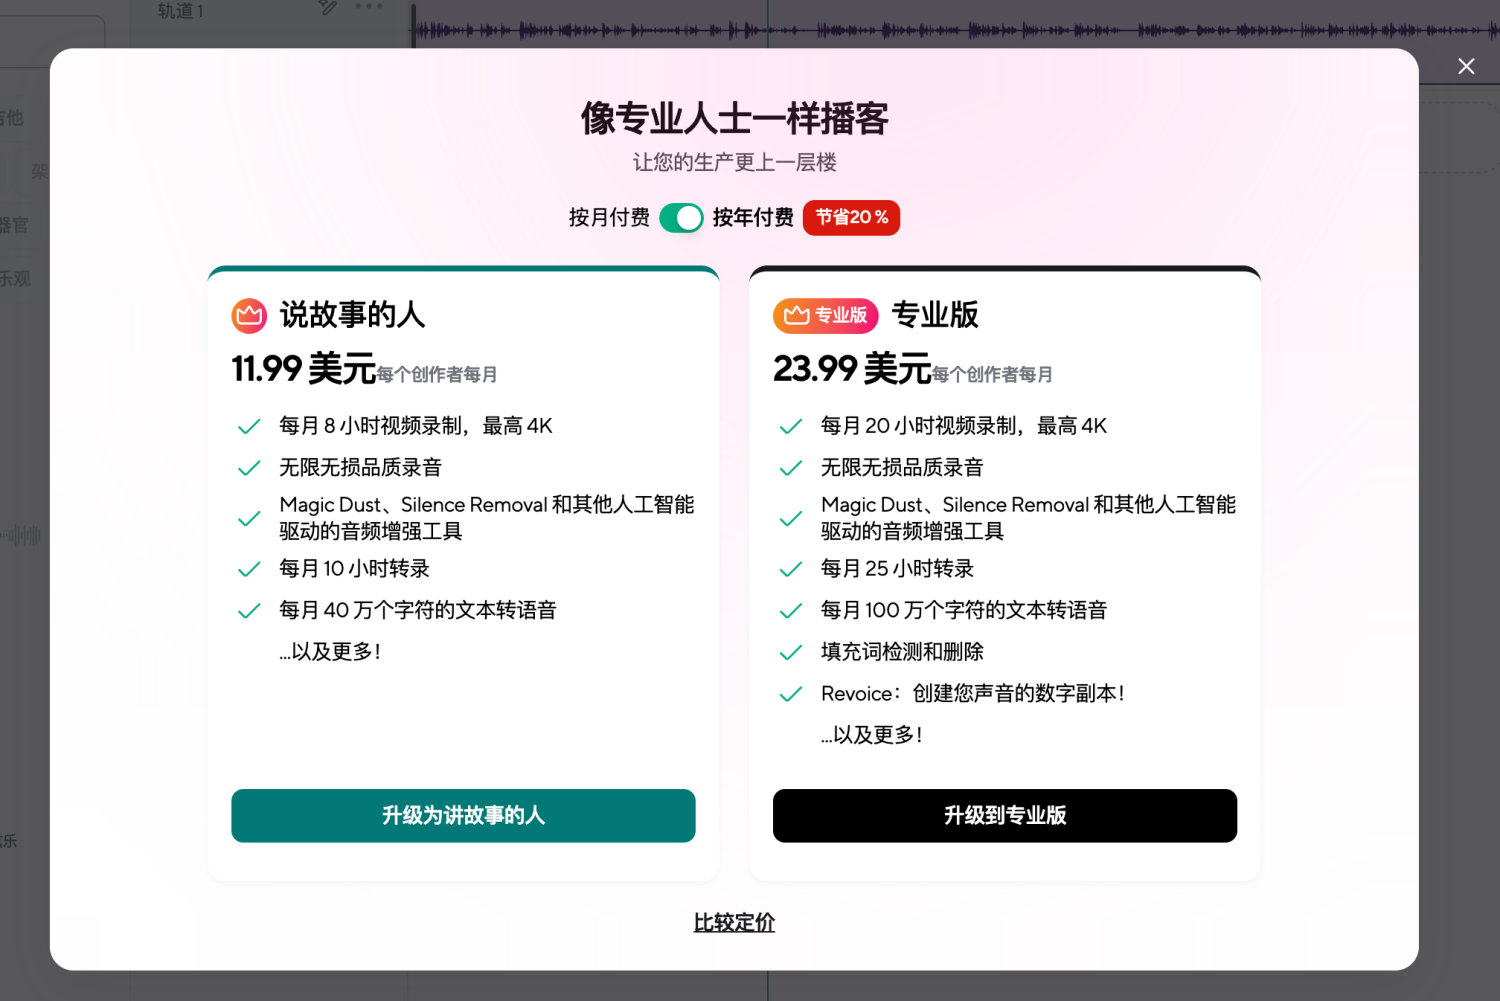 轨道 1
吉他
架
器官
乐观
弦乐
像专业人士一样播客
让您的生产更上一层楼
按月付费 按年付费 节省20 %
说故事的人
11.99 美元每个创作者每月
每月 8 小时视频录制，最高 4K
无限无损品质录音
Magic Dust、Silence Removal 和其他人工智能
驱动的音频增强工具
每月 10 小时转录
每月 40 万个字符的文本转语音
...以及更多！
升级为讲故事的人
专业版 专业版
23.99 美元每个创作者每月
每月 20 小时视频录制，最高 4K
无限无损品质录音
Magic Dust、Silence Removal 和其他人工智能
驱动的音频增强工具
每月 25 小时转录
每月 100 万个字符的文本转语音
填充词检测和删除
Revoice：创建您声音的数字副本！
...以及更多！
升级到专业版
比较定价